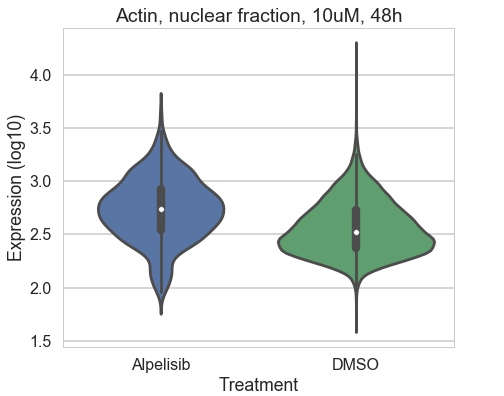 Actin, nuclear fraction, 10uM, 48h
Expression (log10)
4.0
3.5
3.0
2.5
2.0
1.5
Alpelisib
DMSO
Treatment